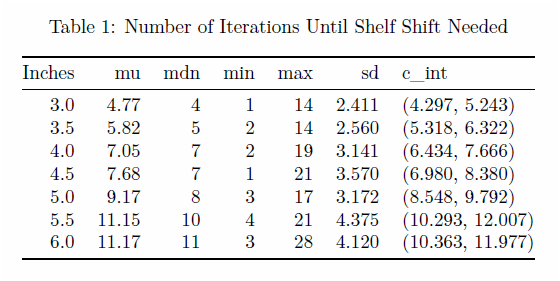 Table 1: Number of Iterations Until Shelf Shift Needed
Inches mu mdn min max sd c_int
3.0 4.77 4 1 14 2.411 (4.297, 5.243)
3.5 5.82 5 2 14 2.560 (5.318, 6.322)
4.0 7.05 7 2 19 3.141 (6.434, 7.666)
4.5 7.68 7 1 21 3.570 (6.980, 8.380)
5.0 9.17 8 3 17 3.172 (8.548, 9.792)
5.5 11.15 10 4 21 4.375 (10.293, 12.007)
6.0 11.17 11 3 28 4.120 (10.363, 11.977)